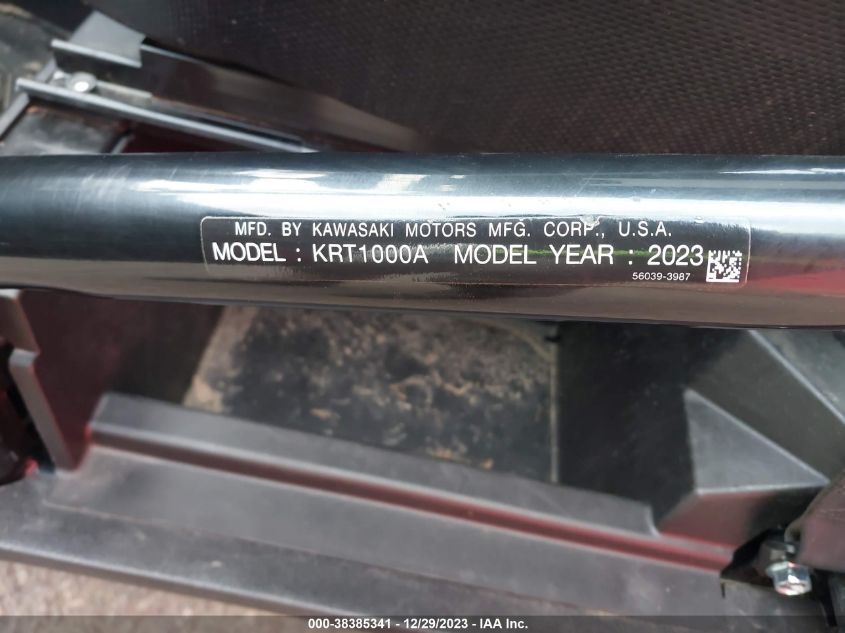 MFD. BY KAWASAKI MOTORS MFG. CORP., U.S.A.
MODEL : KRT1000A MODEL YEAR : 2023
56039-3987
000-38385341 - 12/29/2023 - IAA Inc.